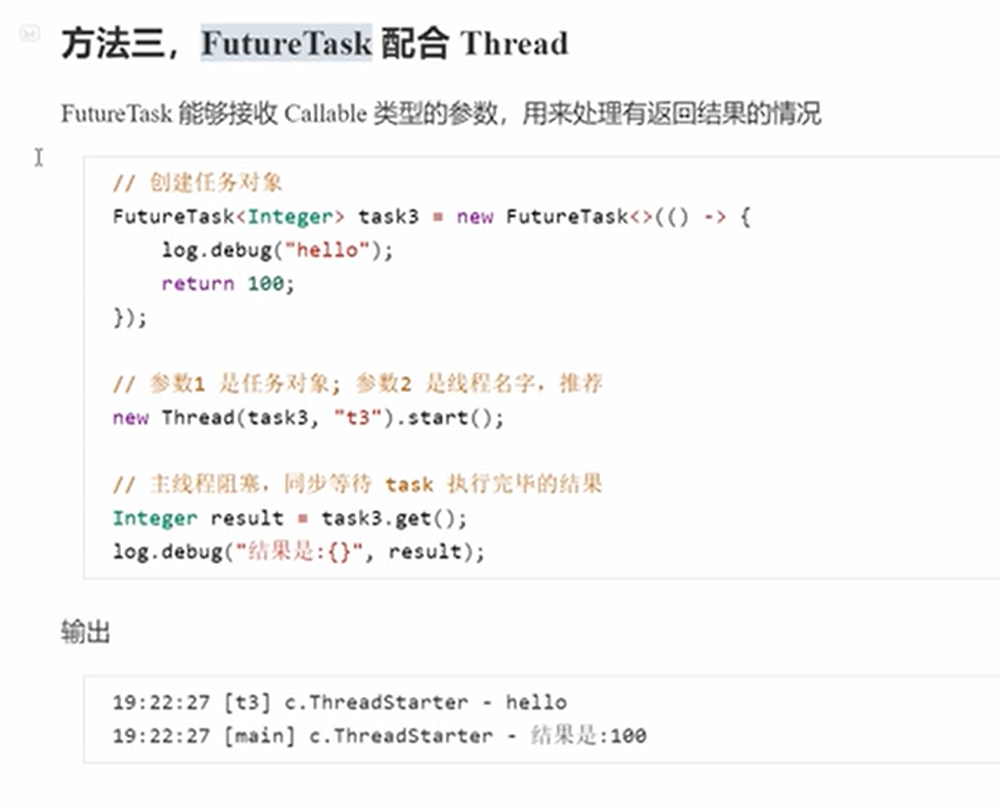 方法三，FutureTask 配合 Thread
FutureTask 能够接收 Callable 类型的参数，用来处理有返回结果的情况
// 创建任务对象
FutureTask<Integer> task3 = new FutureTask<>(() -> {
    log.debug("hello");
    return 100;
});
// 参数1 是任务对象; 参数2 是线程名字，推荐
new Thread(task3, "t3").start();
// 主线程阻塞，同步等待 task 执行完毕的结果
Integer result = task3.get();
log.debug("结果是:{}", result);
输出
19:22:27 [t3] c.ThreadStarter - hello
19:22:27 [main] c.ThreadStarter - 结果是:100